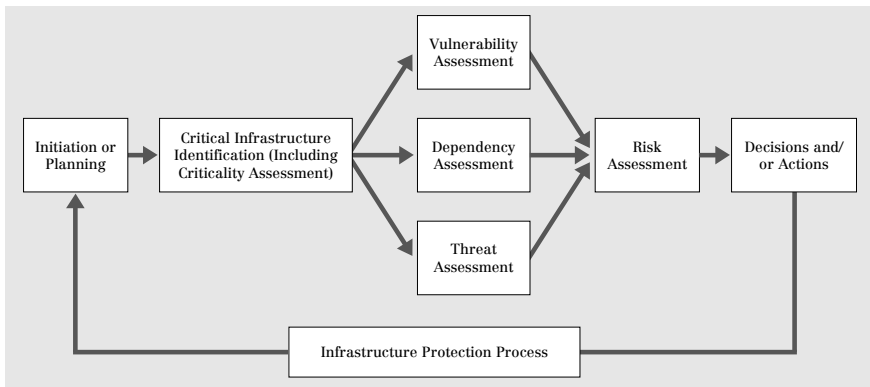 Initiation or
Planning
Critical Infrastructure
Identification (Including
Criticality Assessment)
Vulnerability
Assessment
Dependency
Assessment
Threat
Assessment
Risk
Assessment
Decisions and/
or Actions
Infrastructure Protection Process